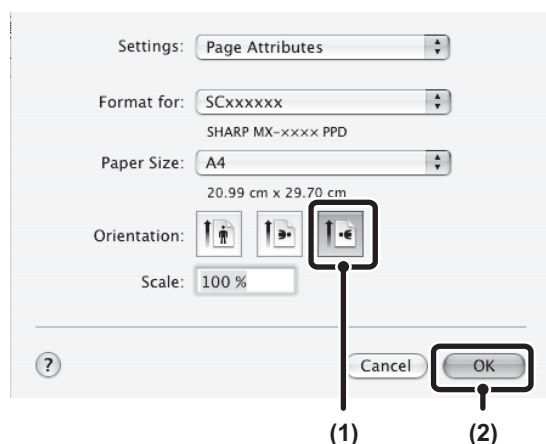 Settings: Page Attributes
Format for: SCxxxxxx
SHARP MX-xxxx PPD
Paper Size: A4
20.99 cm x 29.70 cm
Orientation:
Scale: 100 %
? Cancel OK
(1) (2)